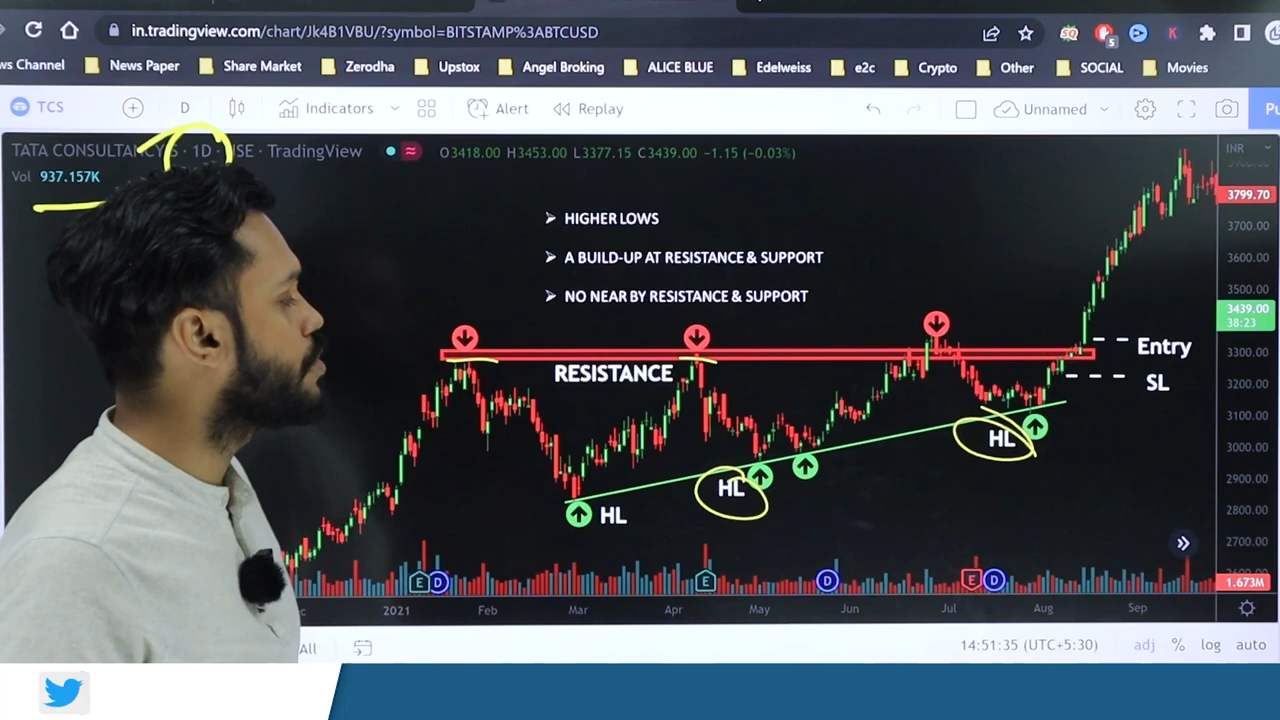 in.tradingview.com/chart/Jk4B1VBU/?symbol=BITSTAMP%3ABTCUSD
ws Channel News Paper Share Market Zerodha Upstox Angel Broking ALICE BLUE Edelweiss e2c Crypto Other SOCIAL Movies
TCS D Indicators Alert Replay Unnamed Pu
TATA CONSULTANCY S · 1D · NSE · TradingView O3418.00 H3453.00 L3377.15 C3439.00 −1.15 (−0.03%) INR
Vol 937.157K
3799.70
HIGHER LOWS
3700.00
A BUILD-UP AT RESISTANCE & SUPPORT
3600.00
NO NEAR BY RESISTANCE & SUPPORT
3500.00
3439.00
38:23
Entry
3300.00
RESISTANCE
SL
3200.00
3100.00
HL
3000.00
HL
2900.00
HL
2800.00
2700.00
E D E D E D
1.673M
2021 Feb Mar Apr May Jun Jul Aug Sep
All 14:51:35 (UTC+5:30) adj % log auto